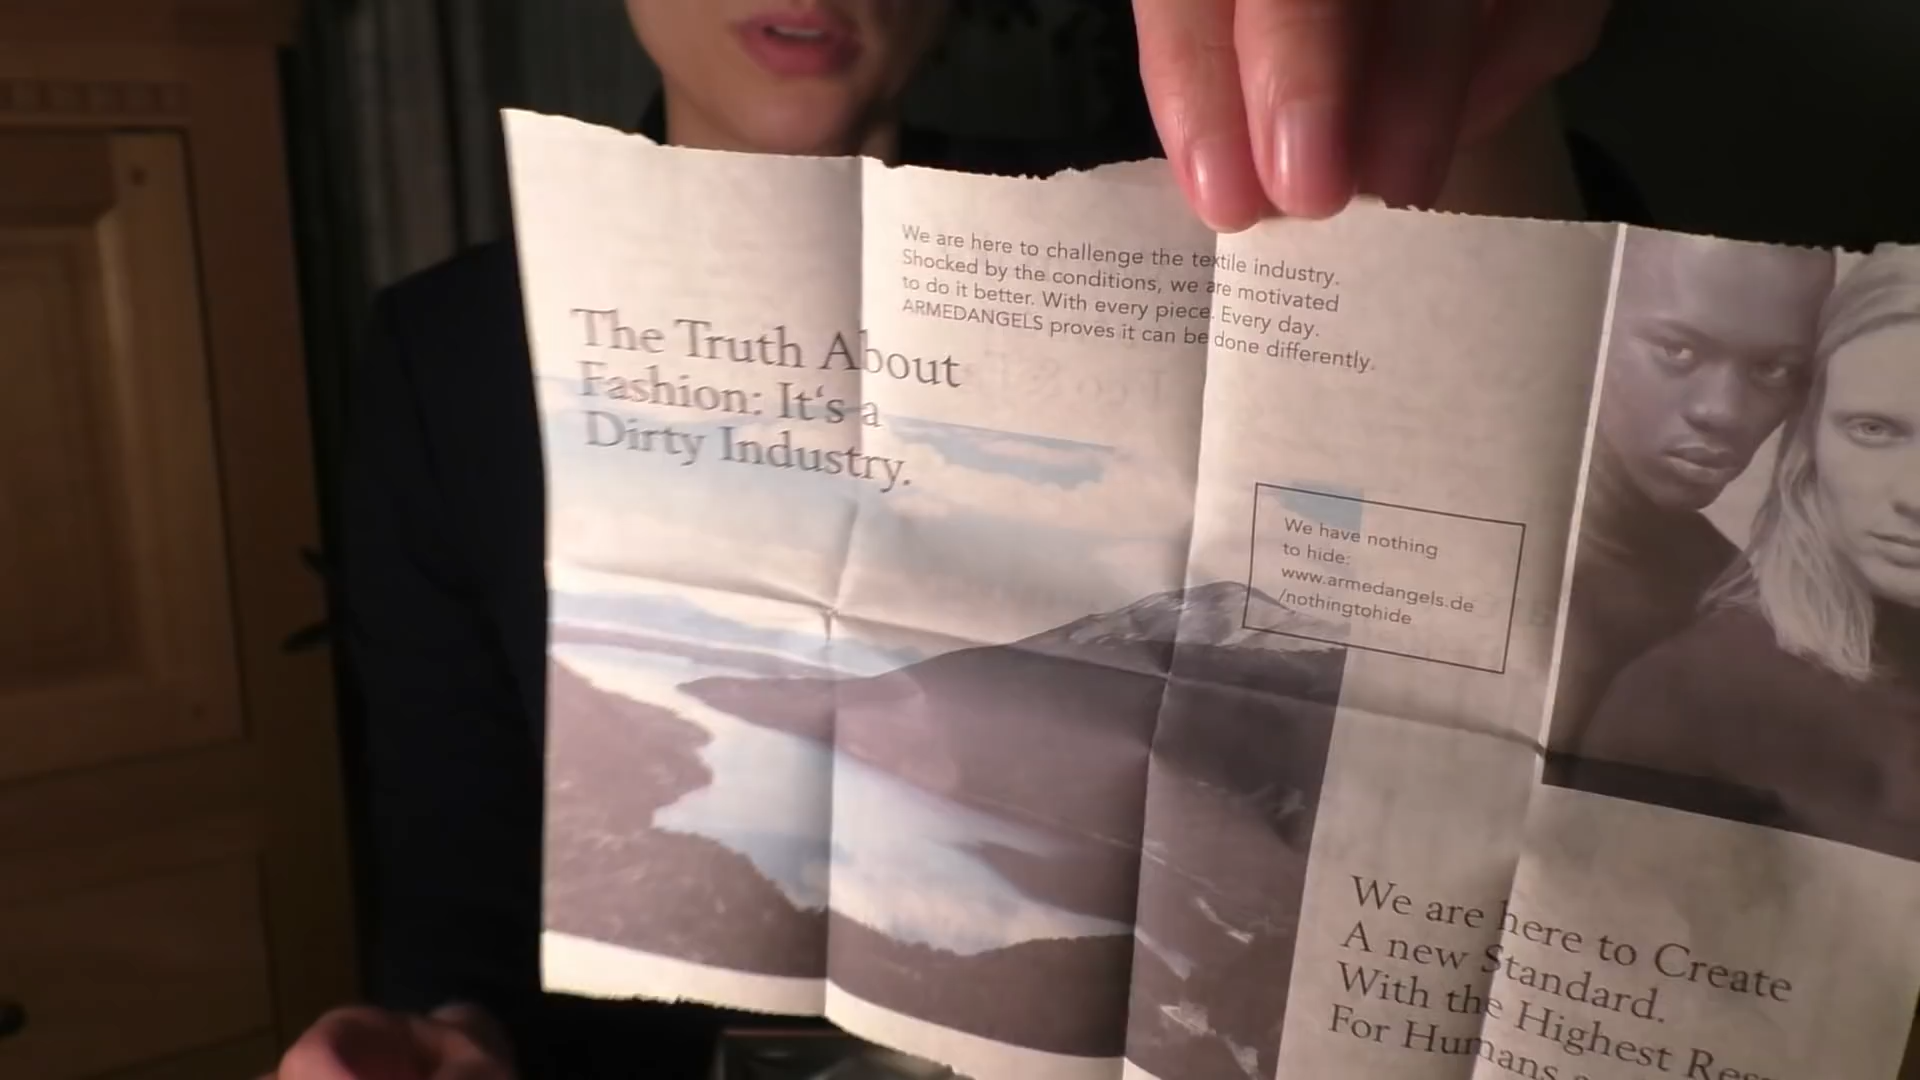 We are here to challenge the textile industry.
Shocked by the conditions, we are motivated
to do it better. With every piece. Every day.
ARMEDANGELS proves it can be done differently.
The Truth About
Fashion: It‘s a
Dirty Industry.
We have nothing
to hide:
www.armedangels.de
/nothingtohide
We are here to Create
A new Standard.
With the Highest
For Humans